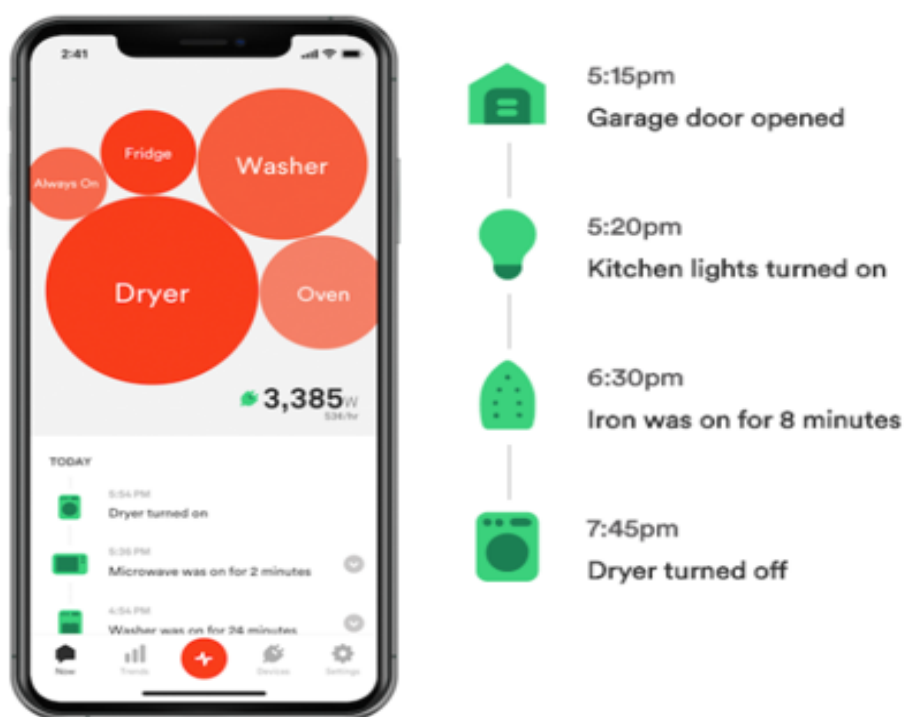 2:41
Fridge
Washer
Always On
Dryer
Oven
3,385W
53¢/hr
TODAY
5:54 PM
Dryer turned on
5:36 PM
Microwave was on for 2 minutes
4:54 PM
Washer was on for 24 minutes
Now
Trends
Devices
Settings
5:15pm
Garage door opened
5:20pm
Kitchen lights turned on
6:30pm
Iron was on for 8 minutes
7:45pm
Dryer turned off